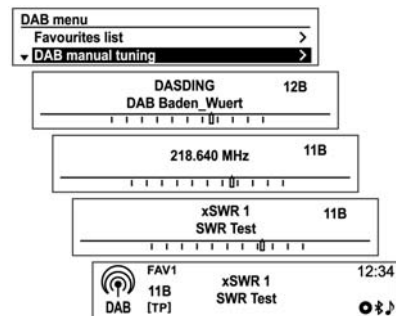 DAB menu
Favourites list >
DAB manual tuning >
DASDING 12B
DAB Baden_Wuert
218.640 MHz 11B
xSWR 1 11B
SWR Test
FAV1 12:34
xSWR 1
11B
SWR Test
DAB [TP]